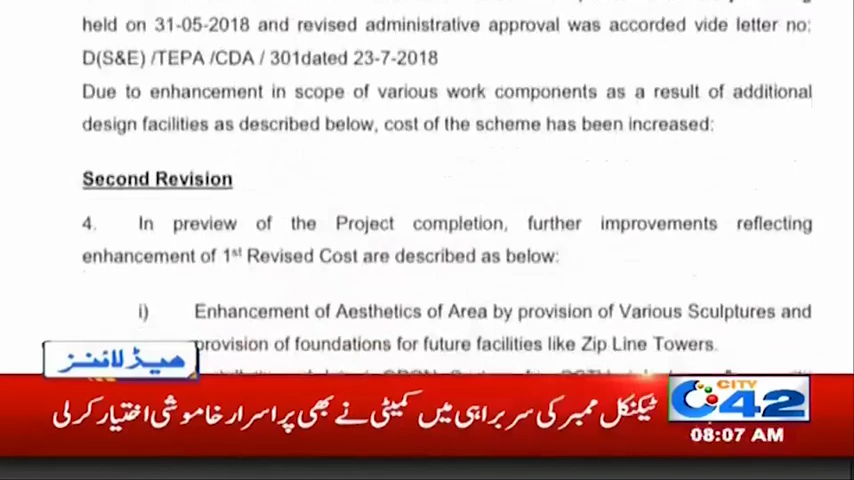 held on 31-05-2018 and revised administrative approval was accorded vide letter no;
D(S&E) /TEPA /CDA / 301dated 23-7-2018
Due to enhancement in scope of various work components as a result of additional
design facilities as described below, cost of the scheme has been increased:
Second Revision
4. In preview of the Project completion, further improvements reflecting
enhancement of 1st Revised Cost are described as below:
i) Enhancement of Aesthetics of Area by provision of Various Sculptures and
provision of foundations for future facilities like Zip Line Towers.
ہیڈلائنز
ٹیکنکل ممبر کی سربراہی میں کمیٹی نے بھی پراسرار خاموشی اختیار کرلی
CITY
42
08:07 AM